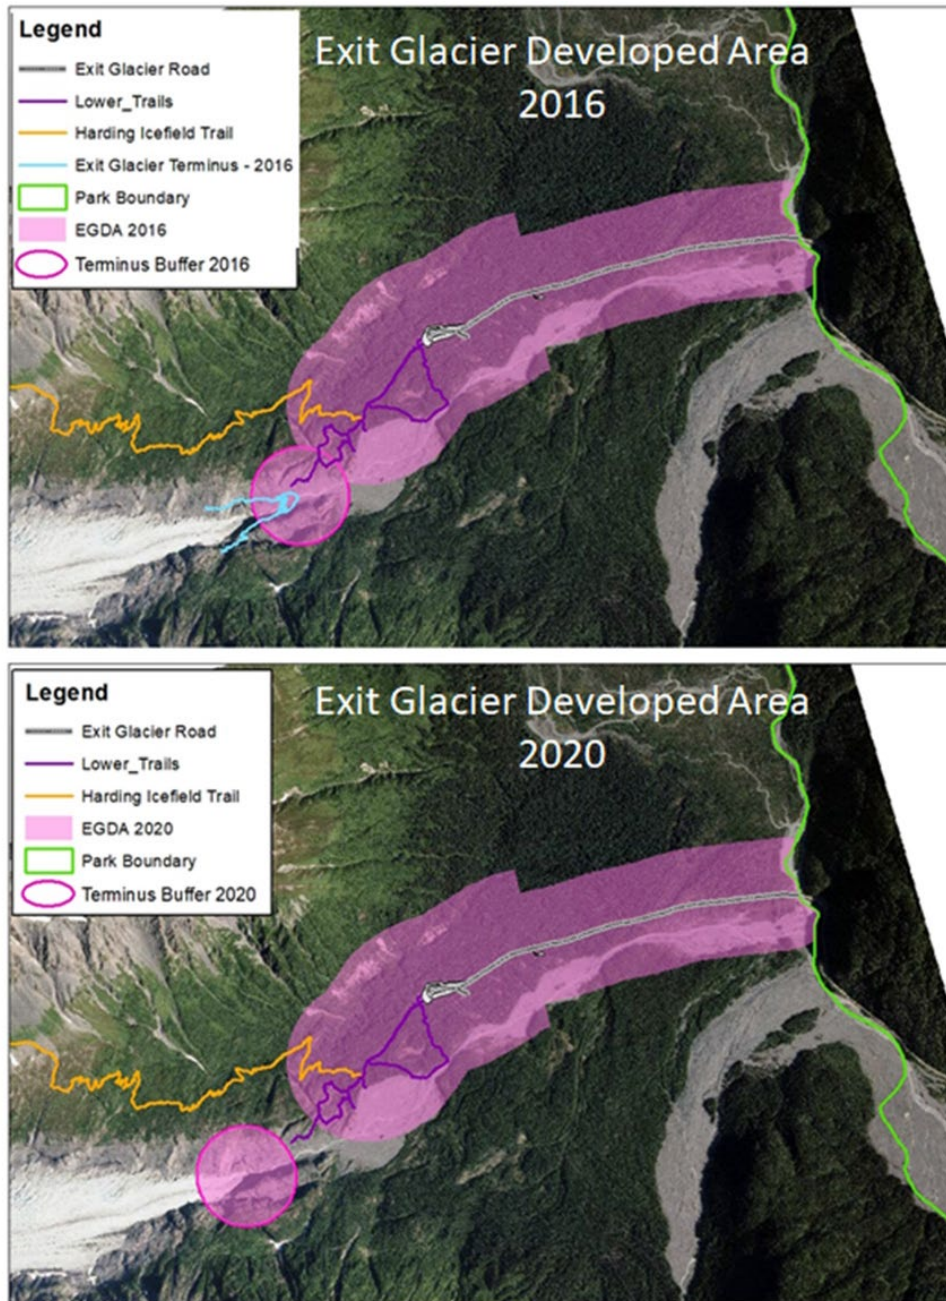 Legend
Exit Glacier Road
Lower_Trails
Harding Icefield Trail
Exit Glacier Terminus - 2016
Park Boundary
EGDA 2016
Terminus Buffer 2016
Exit Glacier Developed Area
2016
Legend
Exit Glacier Road
Lower_Trails
Harding Icefield Trail
EGDA 2020
Park Boundary
Terminus Buffer 2020
Exit Glacier Developed Area
2020